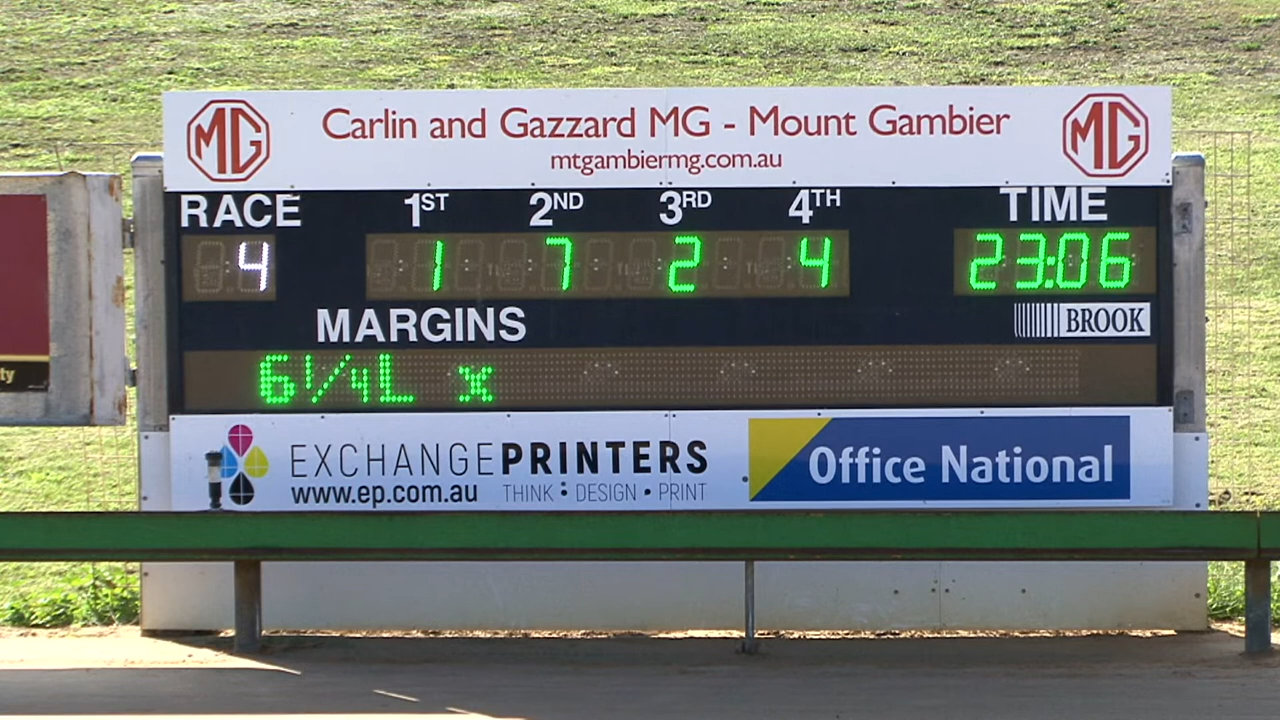 MG Carlin and Gazzard MG - Mount Gambier MG
mtgambiermg.com.au
RACE 1ST 2ND 3RD 4TH TIME
4 1 7 2 4 23:06
MARGINS BROOK
6¼L x
ty
EXCHANGEPRINTERS Office National
www.ep.com.au THINK : DESIGN • PRINT